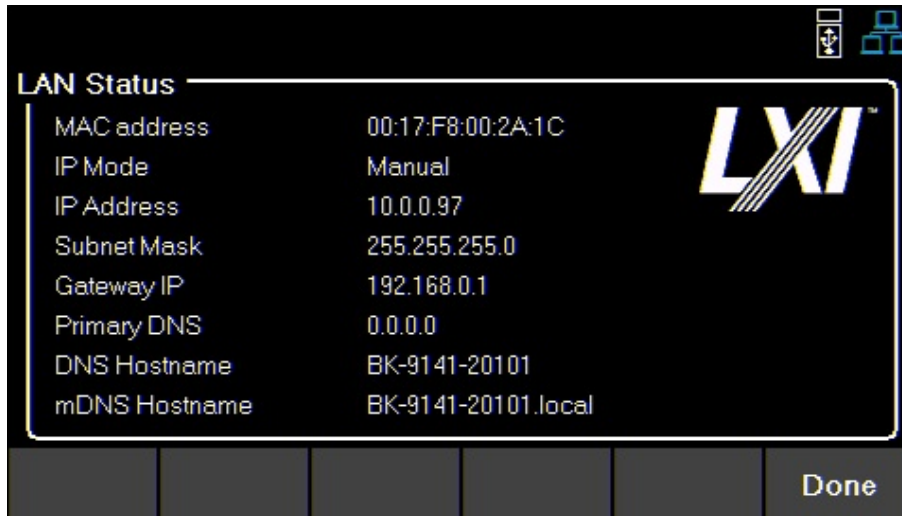 LAN Status
LXI™
MAC address 00:17:F8:00:2A:1C
IP Mode Manual
IP Address 10.0.0.97
Subnet Mask 255.255.255.0
Gateway IP 192.168.0.1
Primary DNS 0.0.0.0
DNS Hostname BK-9141-20101
mDNS Hostname BK-9141-20101.local
Done